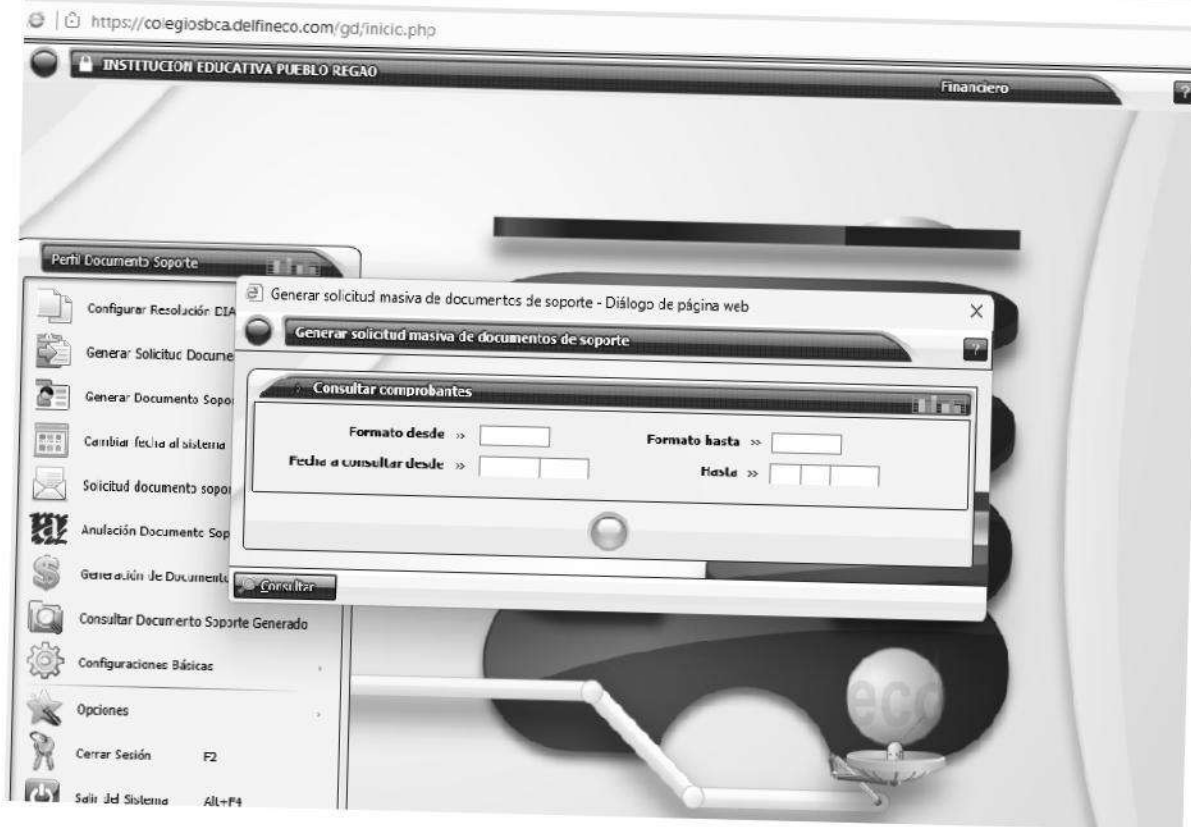 https://colegiosbca.delfineco.com/gd/inicic.php
INSTITUCION EDUCATIVA PUEBLO REGAO
Financiero
?
Perfil Documento Soporte
Configurar Resolución DIA
Generar Solicitud Docume
Generar Documento Sopo
Cambiar fecha al sistema
Solicitud documento sopor
Anulación Documento Sop
Generación de Documento
Consultar Documento Soporte Generado
Configuraciones Básicas
Opciones
Cerrar Sesión F2
Salir del Sistema Alt+F4
Generar solicitud masiva de documentos de soporte - Diálogo de página web
Generar solicitud masiva de documentos de soporte
?
Consultar comprobantes
Formato desde »
Formato hasta »
Fecha a consultar desde »
Hasta »
Consultar
eco